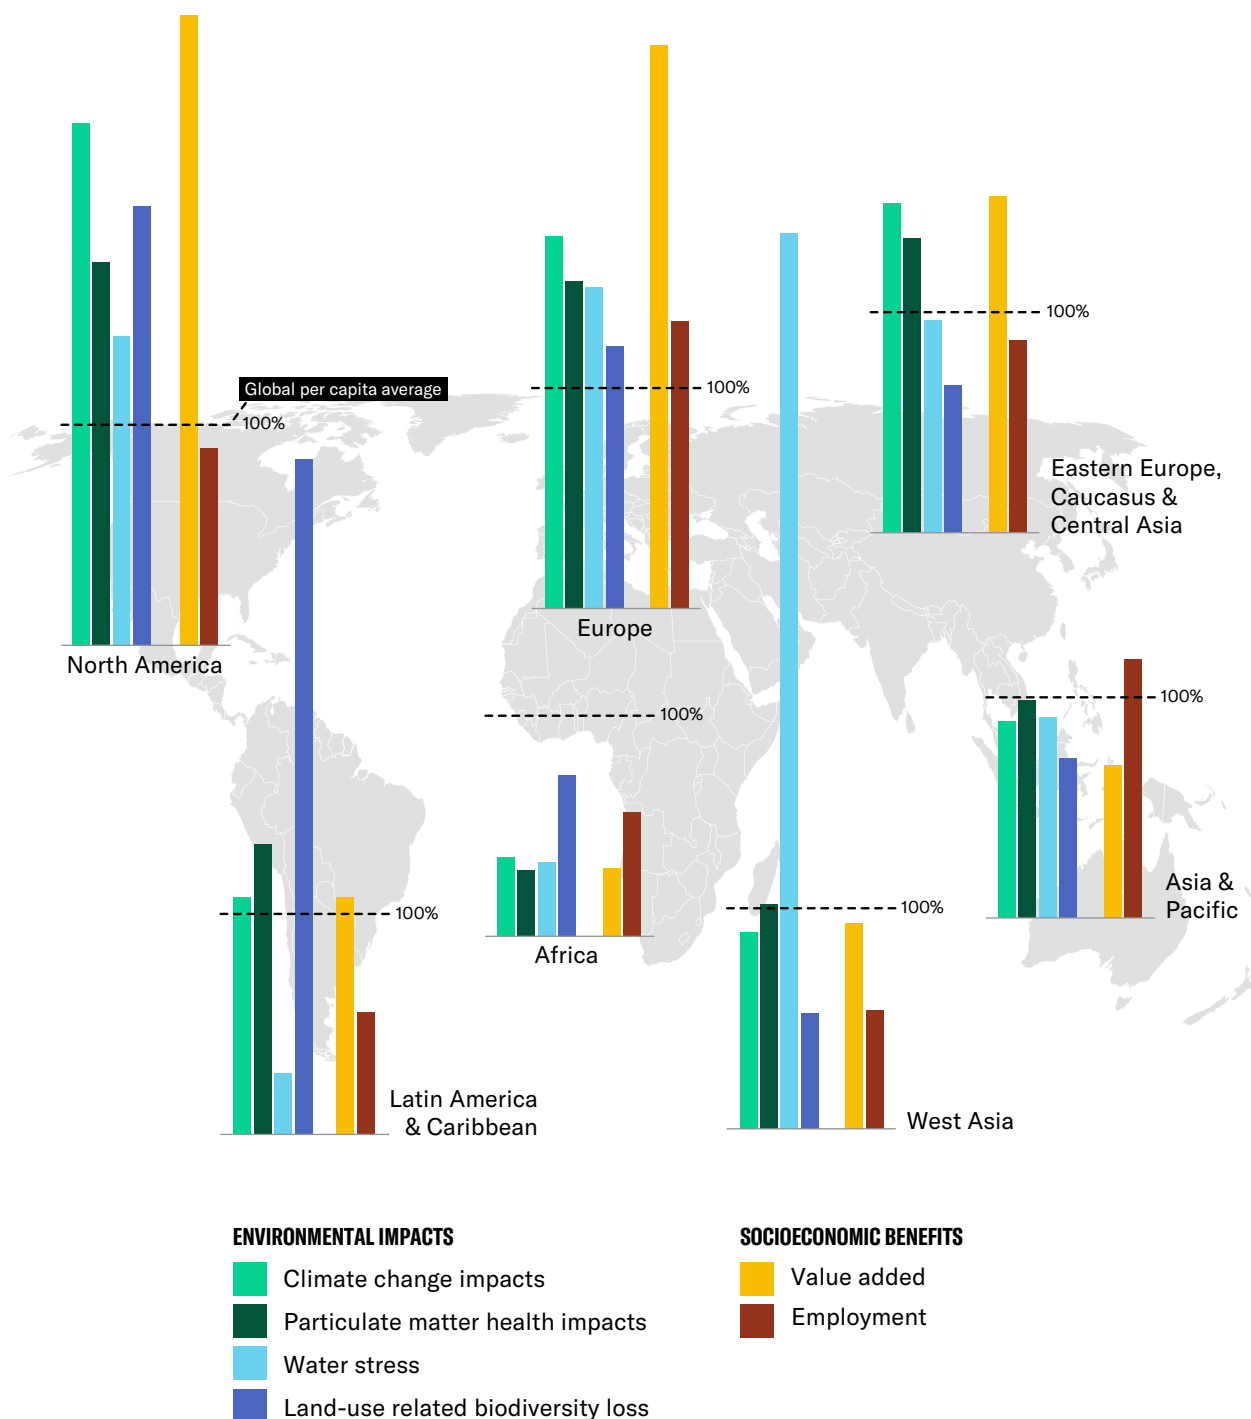 Global per capita average
100%
North America
100%
Europe
100%
Eastern Europe,
Caucasus &
Central Asia
100%
Latin America
& Caribbean
100%
Africa
100%
West Asia
100%
Asia &
Pacific
ENVIRONMENTAL IMPACTS
Climate change impacts
Particulate matter health impacts
Water stress
Land-use related biodiversity loss
SOCIOECONOMIC BENEFITS
Value added
Employment